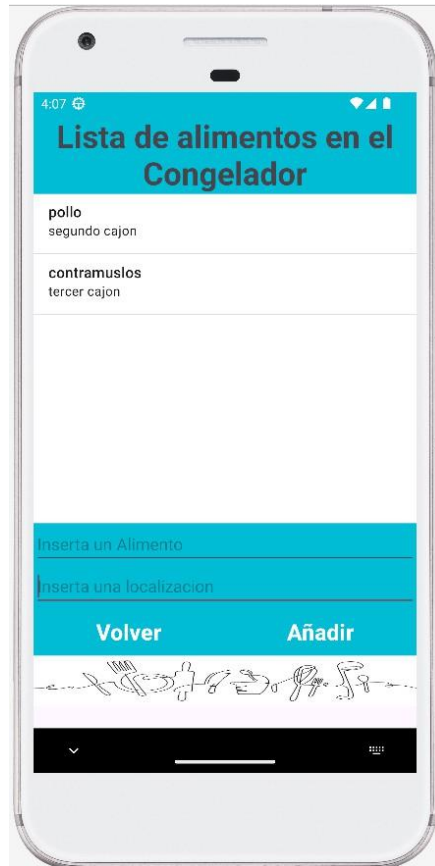 4:07
Lista de alimentos en el
Congelador
pollo
segundo cajon
contramuslos
tercer cajon
Inserta un Alimento
Inserta una localizacion
Volver Añadir